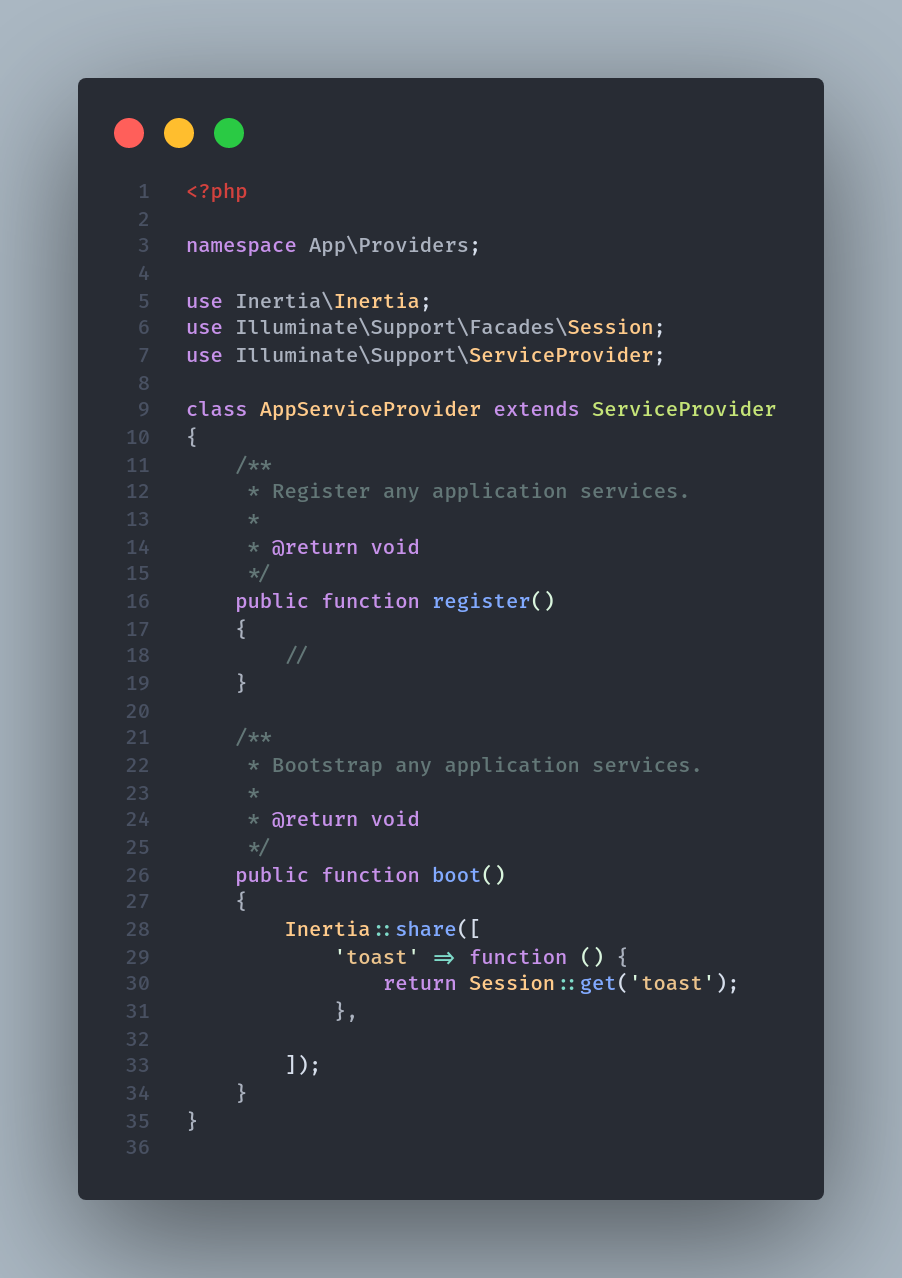 1 <?php
2
3 namespace App\Providers;
4
5 use Inertia\Inertia;
6 use Illuminate\Support\Facades\Session;
7 use Illuminate\Support\ServiceProvider;
8
9 class AppServiceProvider extends ServiceProvider
10 {
11     /**
12      * Register any application services.
13      *
14      * @return void
15      */
16     public function register()
17     {
18         //
19     }
20
21     /**
22      * Bootstrap any application services.
23      *
24      * @return void
25      */
26     public function boot()
27     {
28         Inertia::share([
29             'toast' => function () {
30                 return Session::get('toast');
31             },
32
33         ]);
34     }
35 }
36